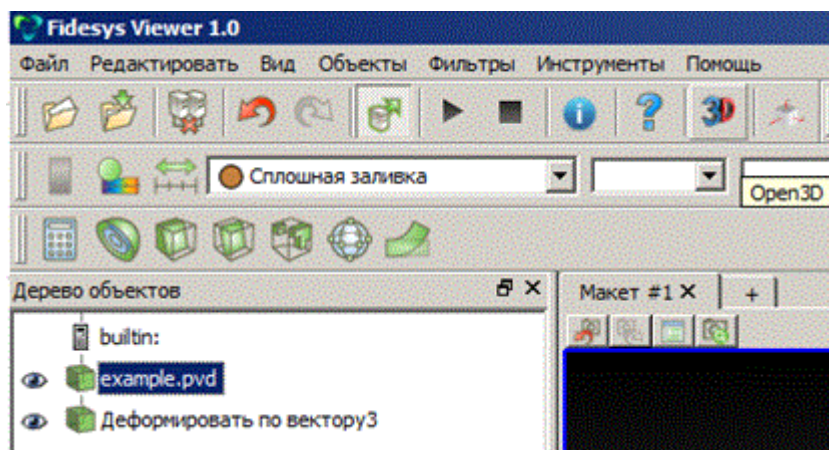 Fidesys Viewer 1.0
Файл Редактировать Вид Объекты Фильтры Инструменты Помощь
? 3D
Сплошная заливка
Open3D
Дерево объектов
Макет #1 +
builtin:
example.pvd
Деформировать по вектору3